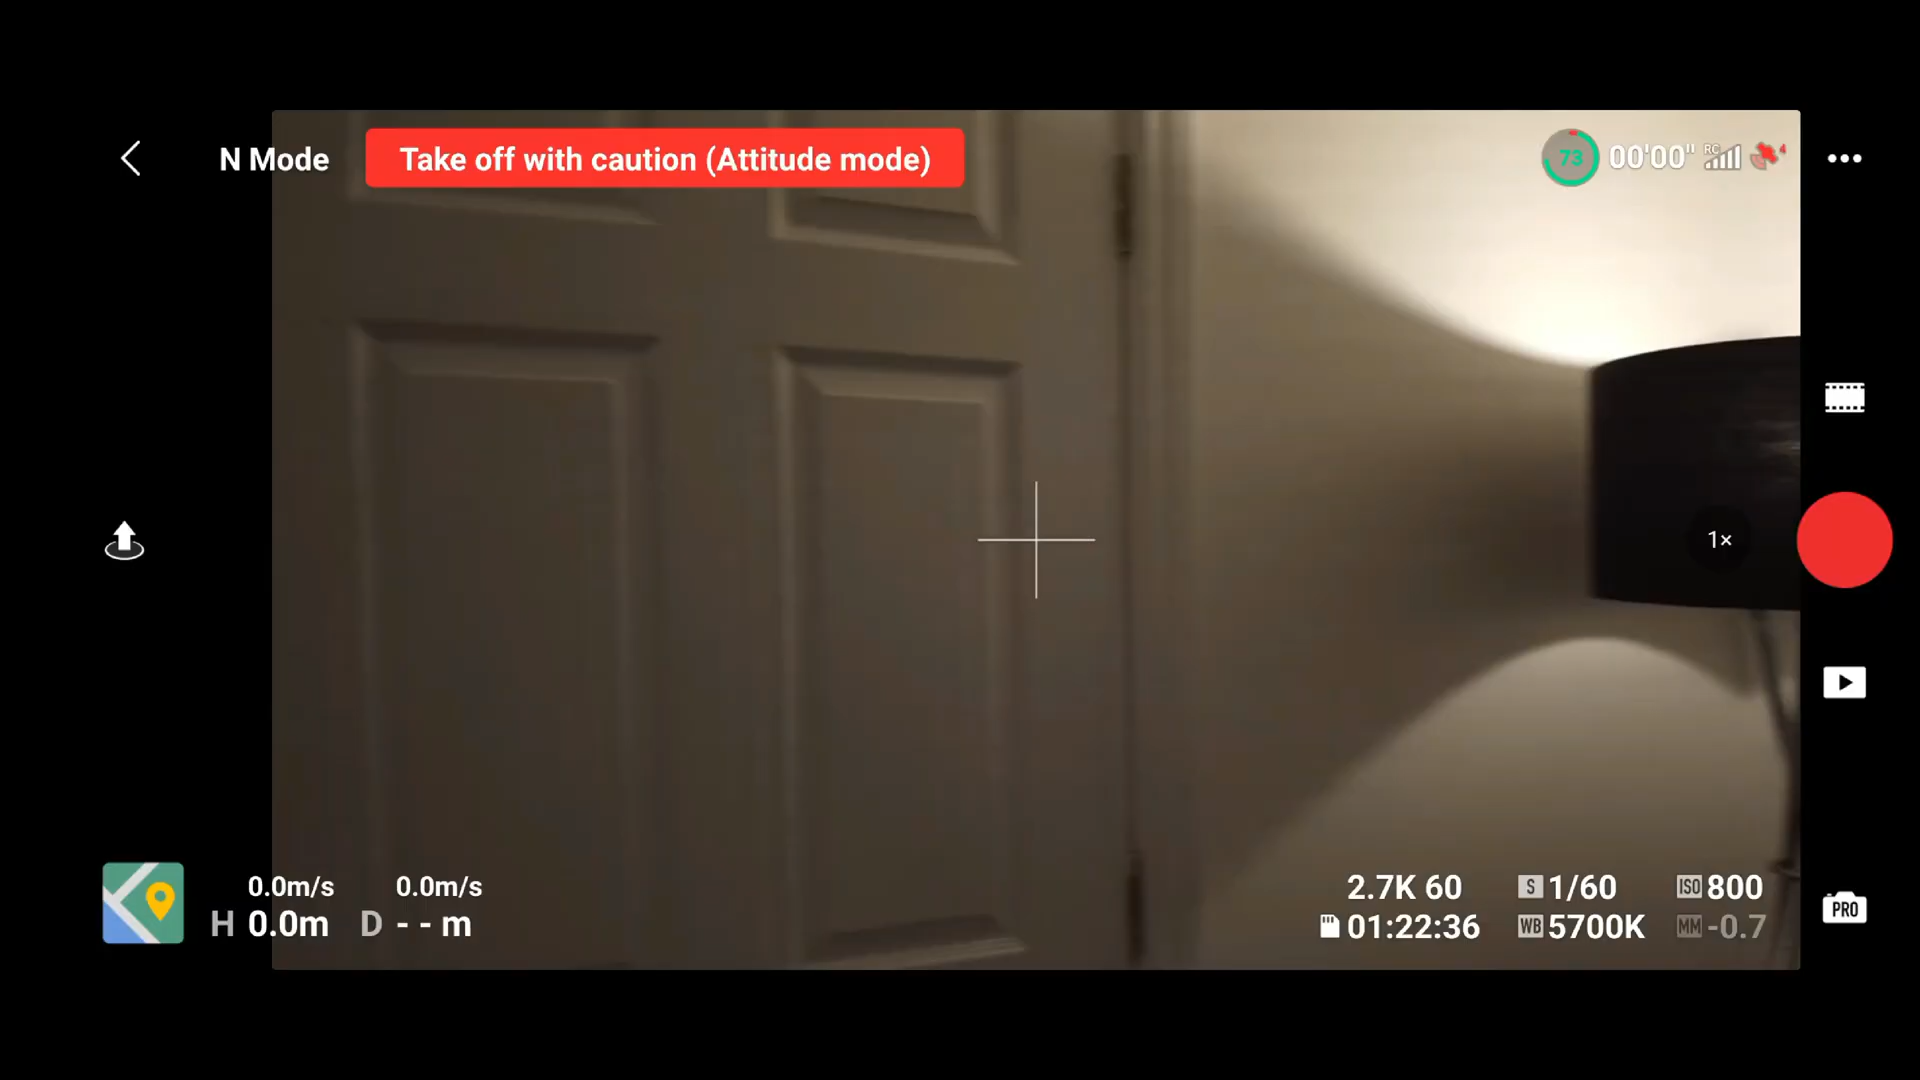 N Mode
Take off with caution (Attitude mode)
73
00'00"
RC
4
1×
0.0m/s
0.0m/s
H 0.0m
D - - m
2.7K 60
S 1/60
ISO 800
01:22:36
WB 5700K
MM -0.7
PRO